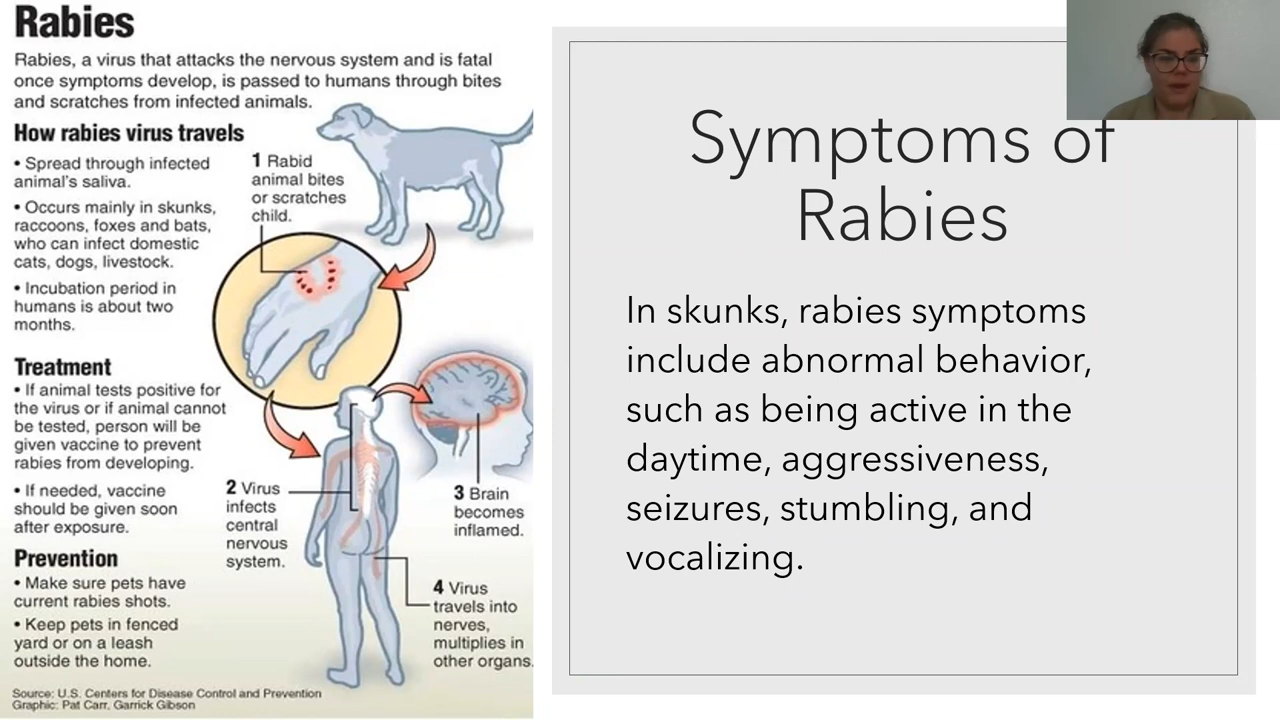 Rabies
Rabies, a virus that attacks the nervous system and is fatal
once symptoms develop, is passed to humans through bites
and scratches from infected animals.
How rabies virus travels
• Spread through infected
animal's saliva.
• Occurs mainly in skunks,
raccoons, foxes and bats,
who can infect domestic
cats, dogs, livestock.
• Incubation period in
humans is about two
months.
1 Rabid
animal bites
or scratches
child.
Treatment
• If animal tests positive for
the virus or if animal cannot
be tested, person will be
given vaccine to prevent
rabies from developing.
• If needed, vaccine
should be given soon
after exposure.
2 Virus
infects
central
nervous
system.
3 Brain
becomes
inflamed.
4 Virus
travels into
nerves,
multiplies in
other organs.
Prevention
• Make sure pets have
current rabies shots.
• Keep pets in fenced
yard or on a leash
outside the home.
Source: U.S. Centers for Disease Control and Prevention
Graphic: Pat Carr, Garrick Gibson
Symptoms of
Rabies
In skunks, rabies symptoms
include abnormal behavior,
such as being active in the
daytime, aggressiveness,
seizures, stumbling, and
vocalizing.